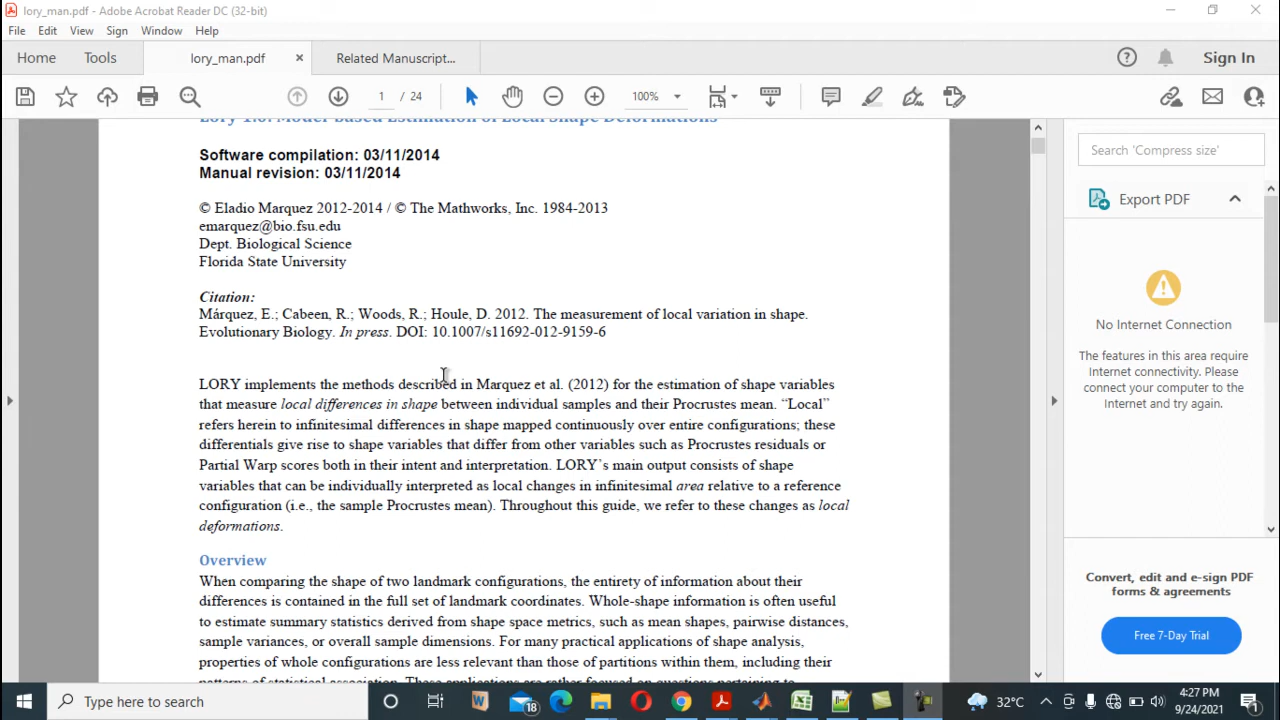 lory_man.pdf - Adobe Acrobat Reader DC (32-bit)
File Edit View Sign Window Help
Home Tools lory_man.pdf × Related Manuscript... Sign In
1 / 24 100%
Lory 1.0: Model-based Estimation of Local Shape Deformations
Software compilation: 03/11/2014
Manual revision: 03/11/2014
© Eladio Marquez 2012-2014 / © The Mathworks, Inc. 1984-2013
emarquez@bio.fsu.edu
Dept. Biological Science
Florida State University
Citation:
Márquez, E.; Cabeen, R.; Woods, R.; Houle, D. 2012. The measurement of local variation in shape.
Evolutionary Biology. In press. DOI: 10.1007/s11692-012-9159-6
LORY implements the methods described in Marquez et al. (2012) for the estimation of shape variables
that measure local differences in shape between individual samples and their Procrustes mean. “Local”
refers herein to infinitesimal differences in shape mapped continuously over entire configurations; these
differentials give rise to shape variables that differ from other variables such as Procrustes residuals or
Partial Warp scores both in their intent and interpretation. LORY’s main output consists of shape
variables that can be individually interpreted as local changes in infinitesimal area relative to a reference
configuration (i.e., the sample Procrustes mean). Throughout this guide, we refer to these changes as local
deformations.
Overview
When comparing the shape of two landmark configurations, the entirety of information about their
differences is contained in the full set of landmark coordinates. Whole-shape information is often useful
to estimate summary statistics derived from shape space metrics, such as mean shapes, pairwise distances,
sample variances, or overall sample dimensions. For many practical applications of shape analysis,
properties of whole configurations are less relevant than those of partitions within them, including their
patterns of statistical association. These applications are rather focused on questions pertaining to
Search 'Compress size'
Export PDF
No Internet Connection
The features in this area require
Internet connectivity. Please
connect your computer to the
Internet and try again.
Convert, edit and e-sign PDF
forms & agreements
Free 7-Day Trial
Type here to search
18
32°C
4:27 PM
9/24/2021
1